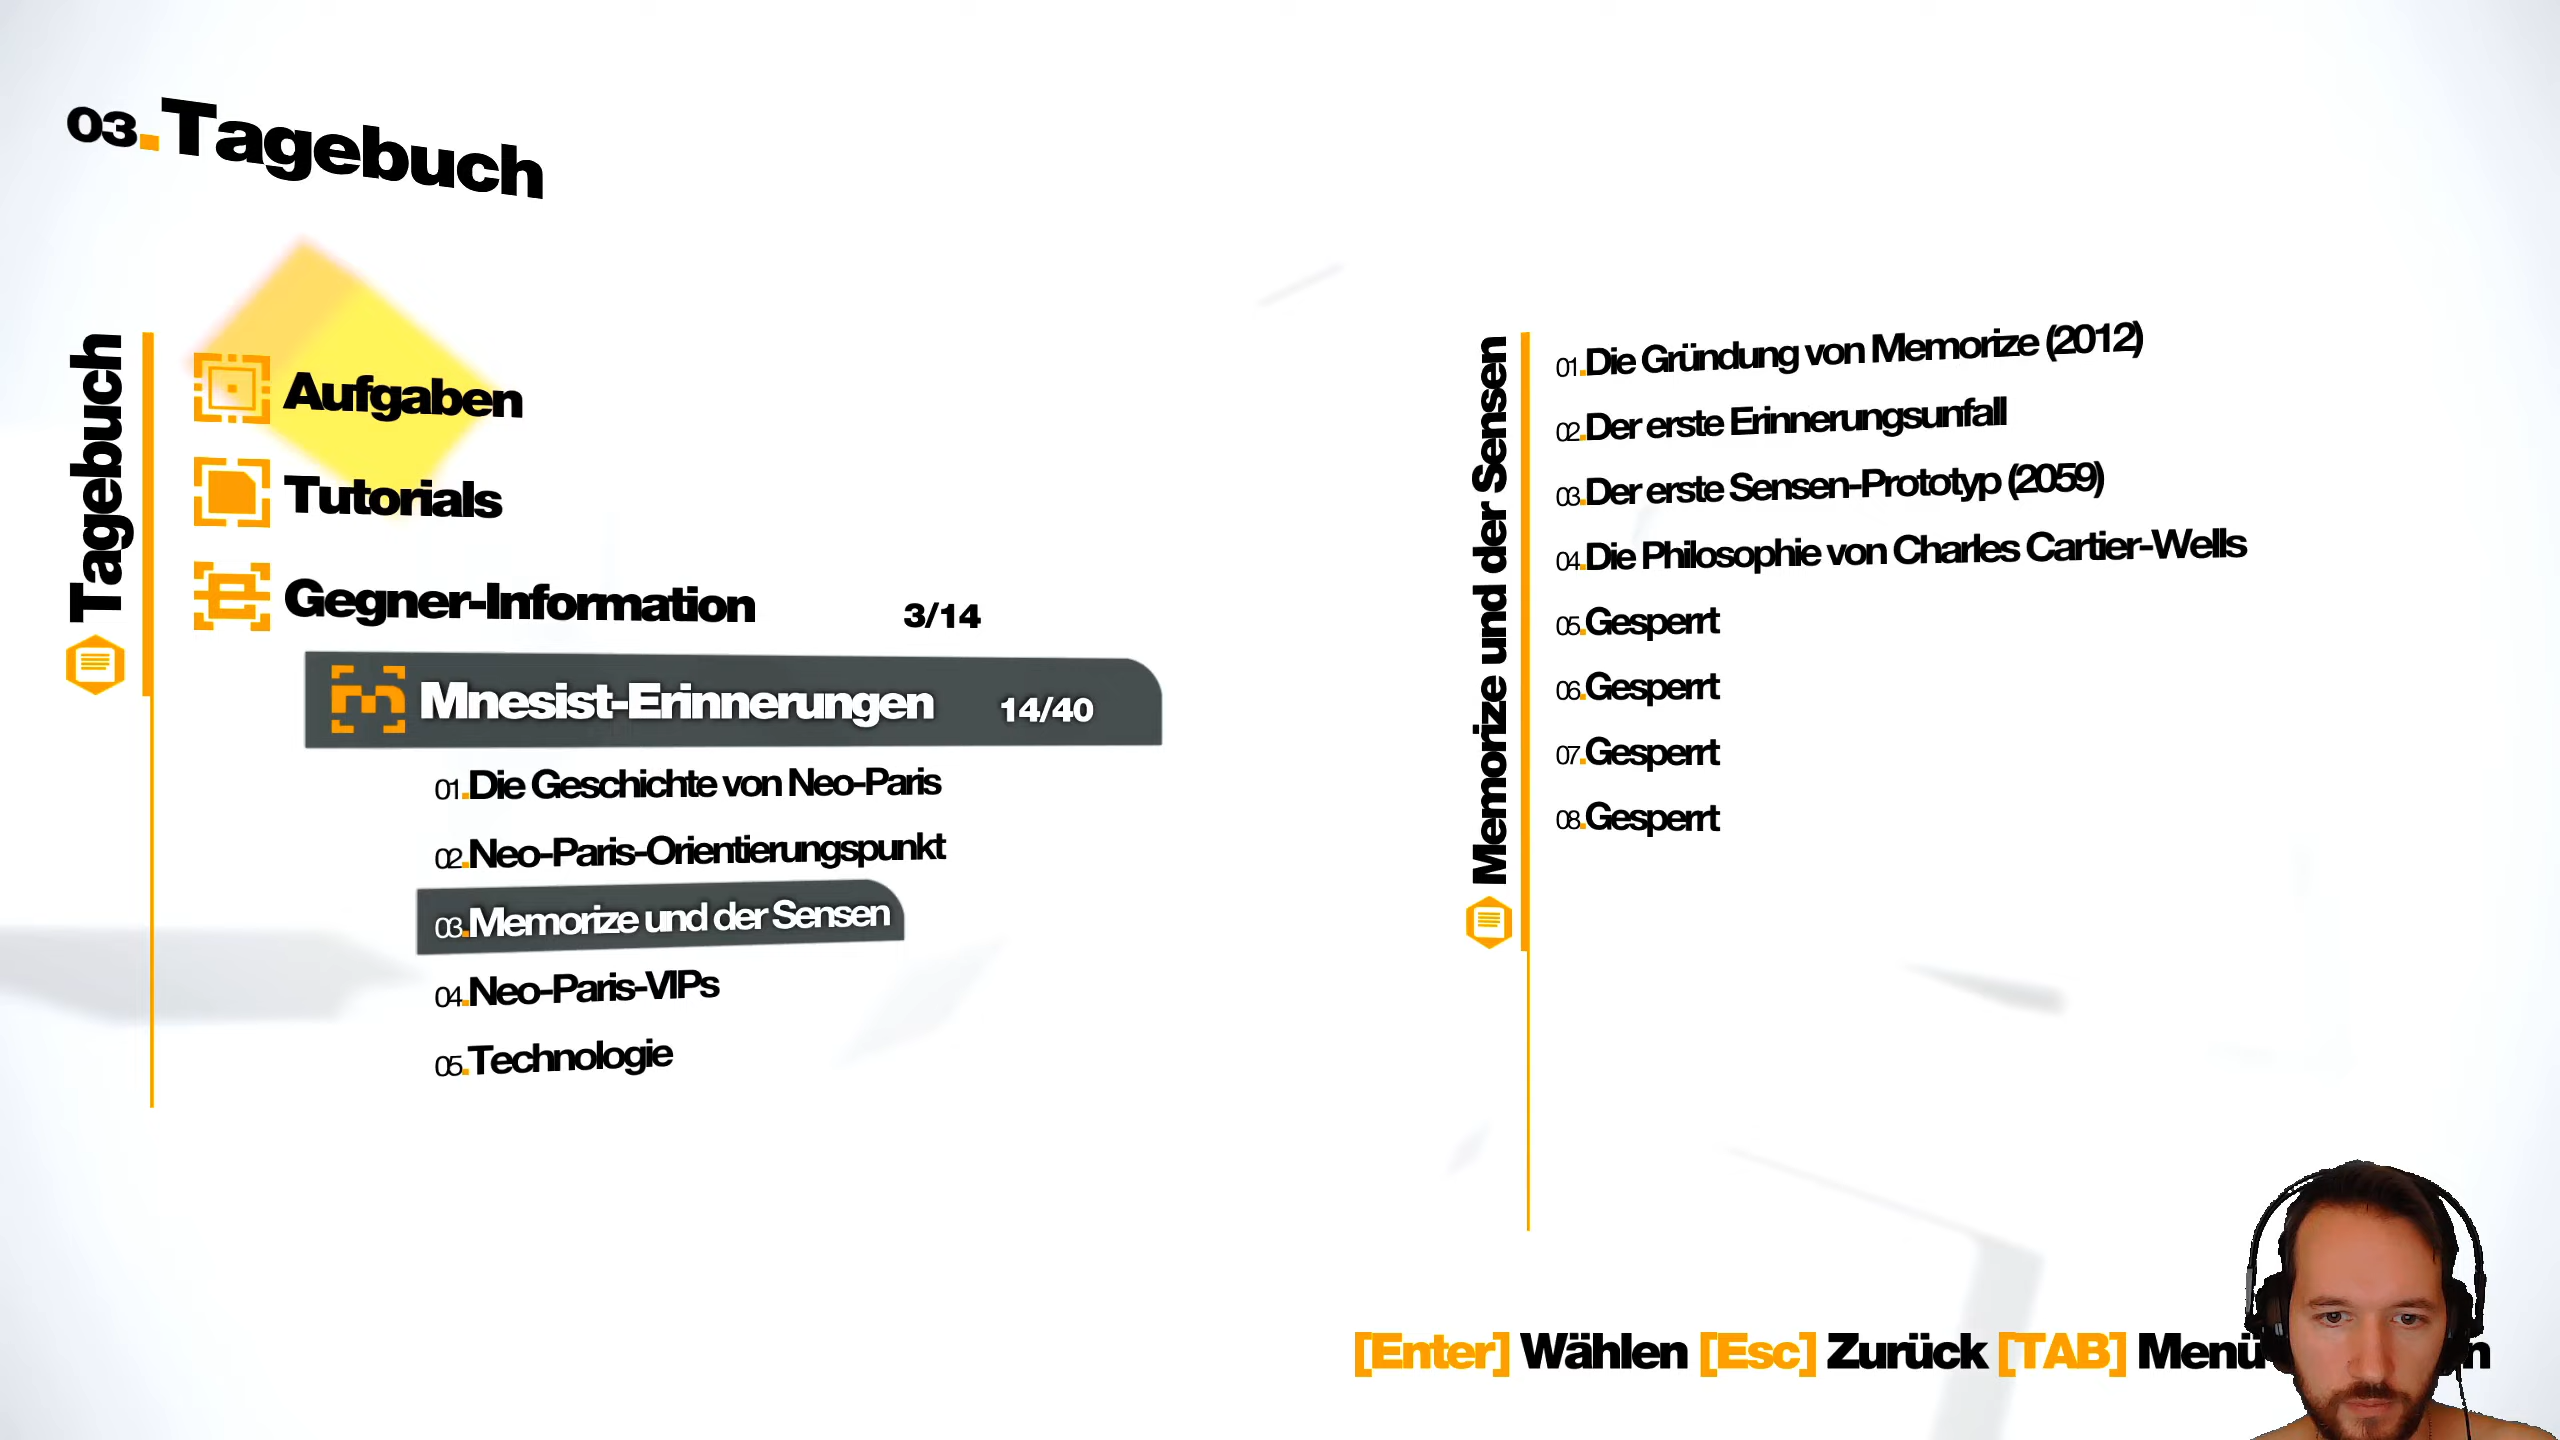 03.Tagebuch
Tagebuch
Aufgaben
Tutorials
Gegner-Information 3/14
Mnesist-Erinnerungen 14/40
01.Die Geschichte von Neo-Paris
02.Neo-Paris-Orientierungspunkt
03.Memorize und der Sensen
04.Neo-Paris-VIPs
05.Technologie
Memorize und der Sensen
01.Die Gründung von Memorize (2012)
02.Der erste Erinnerungsunfall
03.Der erste Sensen-Prototyp (2059)
04.Die Philosophie von Charles Cartier-Wells
05.Gesperrt
06.Gesperrt
07.Gesperrt
08.Gesperrt
[Enter] Wählen [Esc] Zurück [TAB] Menü